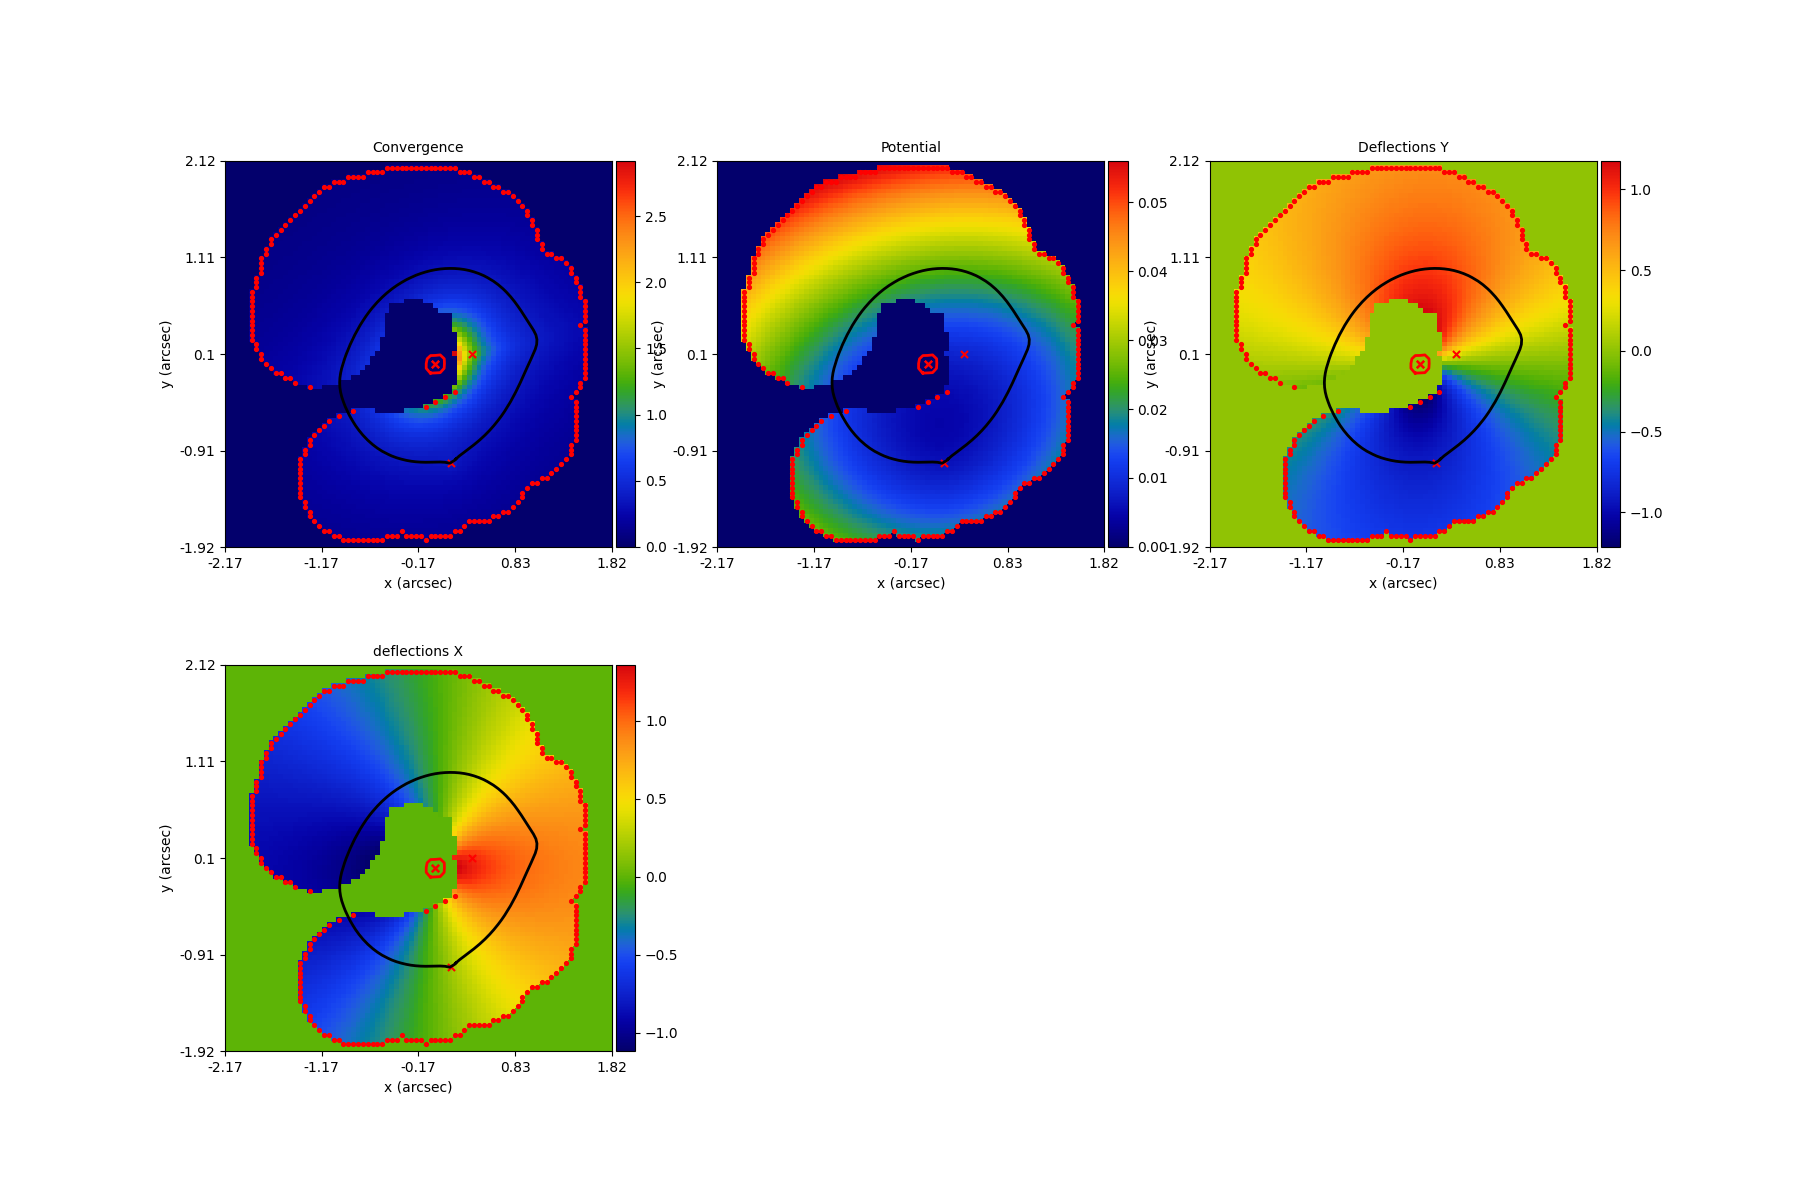 Convergence
2.12
1.11
0.1
-0.91
-1.92
y (arcsec)
-2.17 -1.17 -0.17 0.83 1.82
x (arcsec)
2.5
2.0
1.5
1.0
0.5
0.0
Potential
2.12
1.11
0.1
-0.91
-1.92
y (arcsec)
-2.17 -1.17 -0.17 0.83 1.82
x (arcsec)
0.05
0.04
0.03
0.02
0.01
0.00
Deflections Y
2.12
1.11
0.1
-0.91
-1.92
y (arcsec)
-2.17 -1.17 -0.17 0.83 1.82
x (arcsec)
1.0
0.5
0.0
−0.5
−1.0
deflections X
2.12
1.11
0.1
-0.91
-1.92
y (arcsec)
-2.17 -1.17 -0.17 0.83 1.82
x (arcsec)
1.0
0.5
0.0
−0.5
−1.0